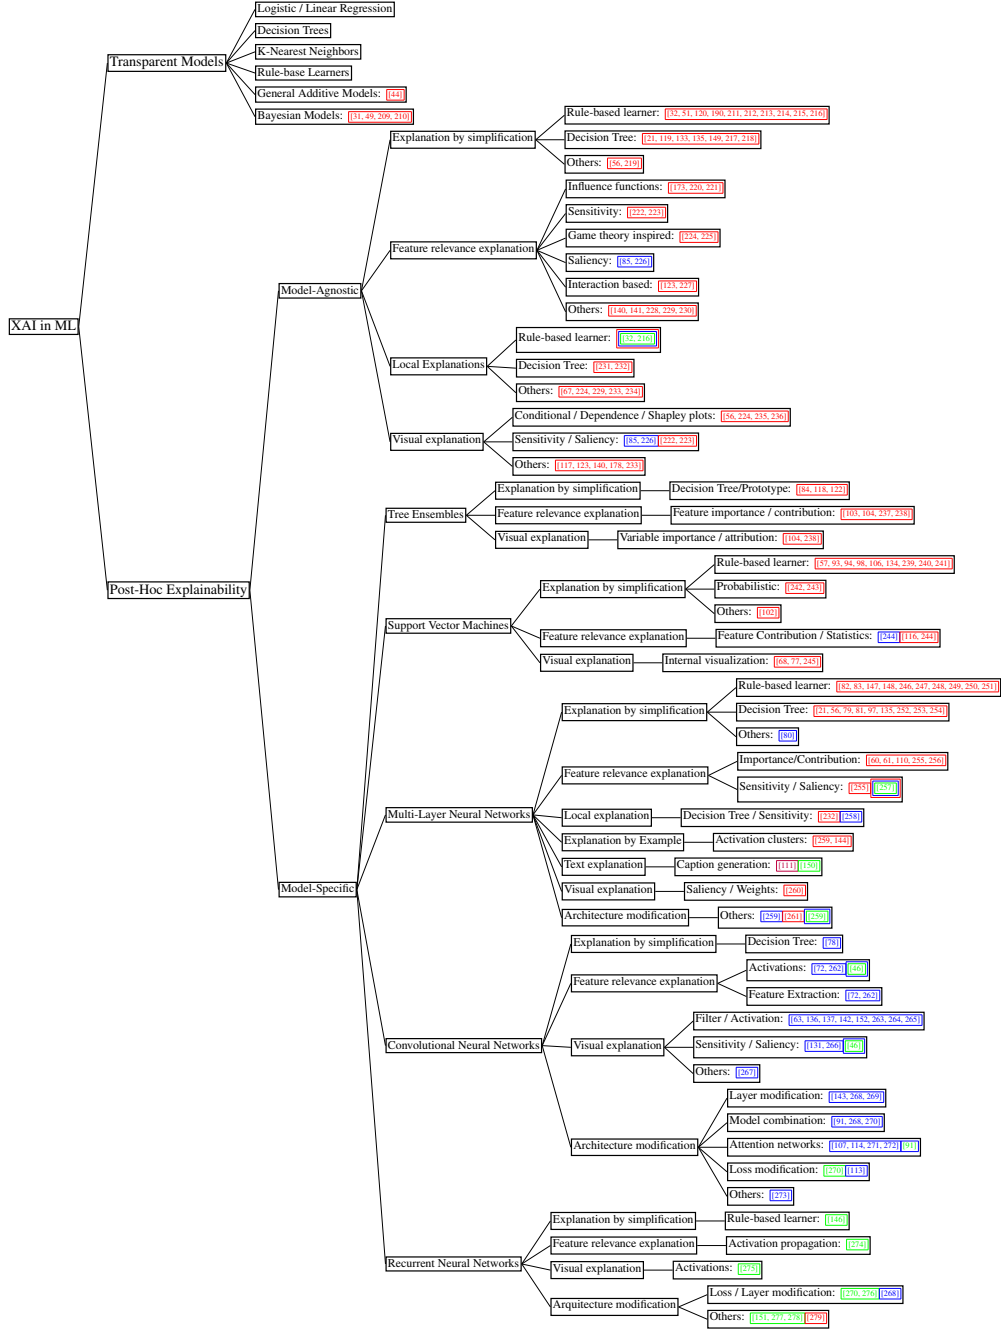 XAI in ML
Transparent Models
Logistic / Linear Regression
Decision Trees
K-Nearest Neighbors
Rule-base Learners
General Additive Models: [44]
Bayesian Models: [31, 49, 209, 210]
Post-Hoc Explainability
Model-Agnostic
Explanation by simplification
Rule-based learner: [32, 51, 120, 190, 211, 212, 213, 214, 215, 216]
Decision Tree: [21, 119, 133, 135, 149, 217, 218]
Others: [56, 219]
Feature relevance explanation
Influence functions: [173, 220, 221]
Sensitivity: [222, 223]
Game theory inspired: [224, 225]
Saliency: [85, 226]
Interaction based: [123, 227]
Others: [140, 141, 228, 229, 230]
Local Explanations
Rule-based learner: [32, 216]
Decision Tree: [231, 232]
Others: [67, 224, 229, 233, 234]
Visual explanation
Conditional / Dependence / Shapley plots: [56, 224, 235, 236]
Sensitivity / Saliency: [85, 226] [222, 223]
Others: [117, 123, 140, 178, 233]
Model-Specific
Tree Ensembles
Explanation by simplification
Decision Tree/Prototype: [84, 118, 122]
Feature relevance explanation
Feature importance / contribution: [103, 104, 237, 238]
Visual explanation
Variable importance / attribution: [104, 238]
Support Vector Machines
Explanation by simplification
Rule-based learner: [57, 93, 94, 98, 106, 134, 239, 240, 241]
Probabilistic: [242, 243]
Others: [102]
Feature relevance explanation
Feature Contribution / Statistics: [244] [116, 244]
Visual explanation
Internal visualization: [68, 77, 245]
Multi-Layer Neural Networks
Explanation by simplification
Rule-based learner: [82, 83, 147, 148, 246, 247, 248, 249, 250, 251]
Decision Tree: [21, 56, 79, 81, 97, 135, 252, 253, 254]
Others: [80]
Feature relevance explanation
Importance/Contribution: [60, 61, 110, 255, 256]
Sensitivity / Saliency: [255] [257]
Local explanation
Decision Tree / Sensitivity: [232] [258]
Explanation by Example
Activation clusters: [259, 144]
Text explanation
Caption generation: [111] [150]
Visual explanation
Saliency / Weights: [260]
Architecture modification
Others: [259] [261] [259]
Convolutional Neural Networks
Explanation by simplification
Decision Tree: [78]
Feature relevance explanation
Activations: [72, 262] [46]
Feature Extraction: [72, 262]
Visual explanation
Filter / Activation: [63, 136, 137, 142, 152, 263, 264, 265]
Sensitivity / Saliency: [131, 266] [46]
Others: [267]
Architecture modification
Layer modification: [143, 268, 269]
Model combination: [91, 268, 270]
Attention networks: [107, 114, 271, 272] [91]
Loss modification: [270] [113]
Others: [273]
Recurrent Neural Networks
Explanation by simplification
Rule-based learner: [146]
Feature relevance explanation
Activation propagation: [274]
Visual explanation
Activations: [275]
Arquitecture modification
Loss / Layer modification: [270, 276] [268]
Others: [151, 277, 278] [279]